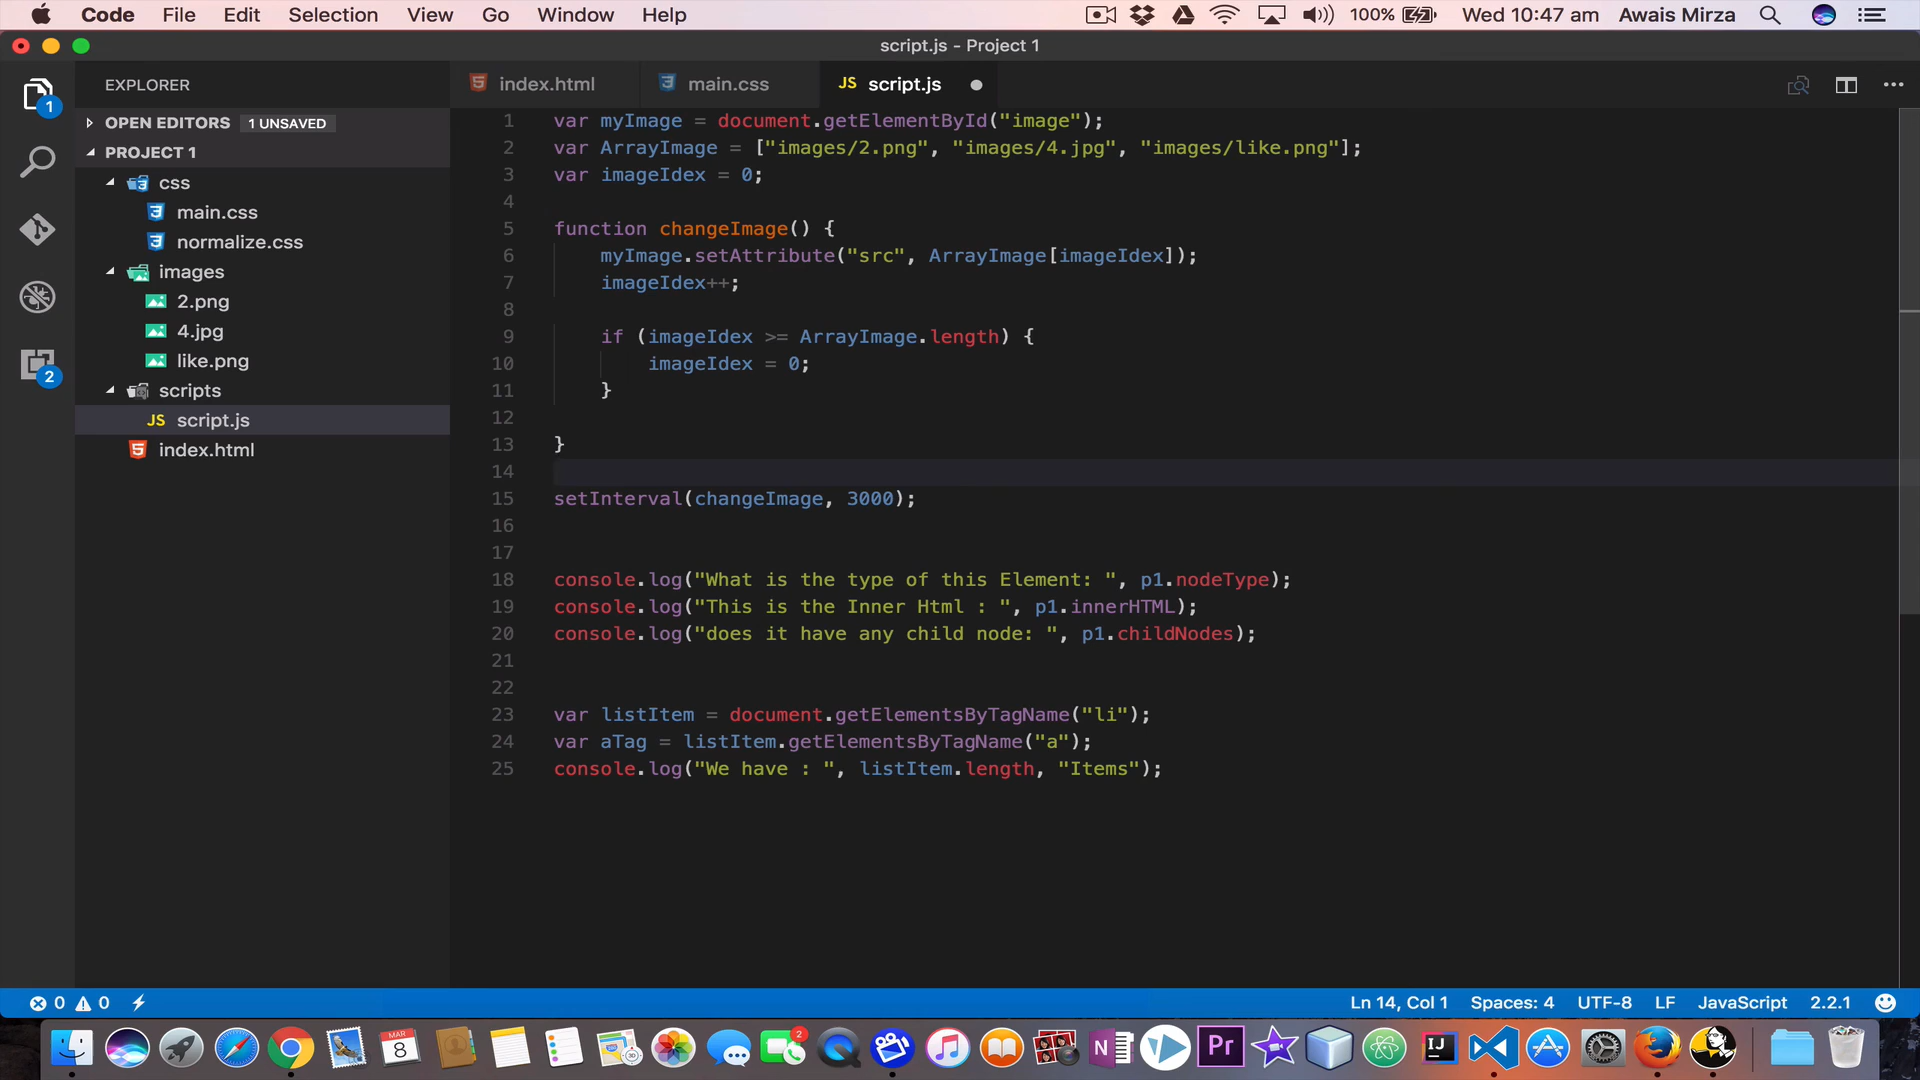 Code File Edit Selection View Go Window Help 100% Wed 10:47 am Awais Mirza
script.js - Project 1
EXPLORER
index.html
main.css
JS script.js
1
OPEN EDITORS 1 UNSAVED
PROJECT 1
css
main.css
normalize.css
images
2.png
4.jpg
like.png
2
scripts
JS script.js
index.html
1 var myImage = document.getElementById("image");
2 var ArrayImage = ["images/2.png", "images/4.jpg", "images/like.png"];
3 var imageIdex = 0;
4
5 function changeImage() {
6 myImage.setAttribute("src", ArrayImage[imageIdex]);
7 imageIdex++;
8
9 if (imageIdex >= ArrayImage.length) {
10 imageIdex = 0;
11 }
12
13 }
14
15 setInterval(changeImage, 3000);
16
17
18 console.log("What is the type of this Element: ", p1.nodeType);
19 console.log("This is the Inner Html : ", p1.innerHTML);
20 console.log("does it have any child node: ", p1.childNodes);
21
22
23 var listItem = document.getElementsByTagName("li");
24 var aTag = listItem.getElementsByTagName("a");
25 console.log("We have : ", listItem.length, "Items");
0 0 Ln 14, Col 1 Spaces: 4 UTF-8 LF JavaScript 2.2.1
MAR
8
2
N
Pr
IJ